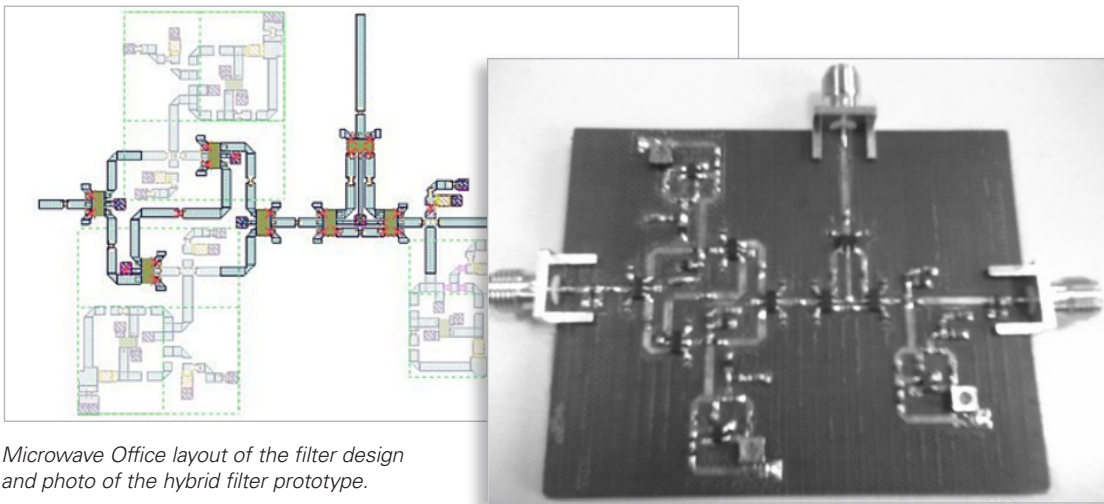 Microwave Office layout of the filter design
and photo of the hybrid filter prototype.